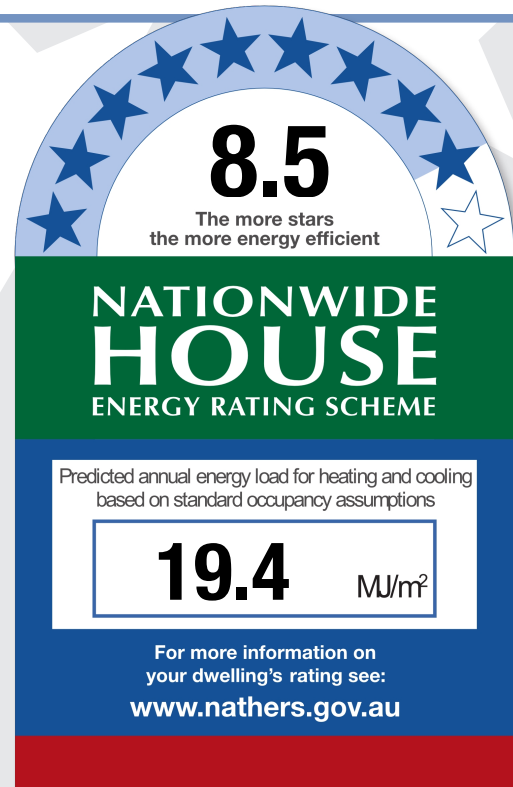 8.5
The more stars
the more energy efficient
NATIONWIDE
HOUSE
ENERGY RATING SCHEME
Predicted annual energy load for heating and cooling
based on standard occupancy assumptions
19.4 MJ/m²
For more information on
your dwelling's rating see:
www.nathers.gov.au